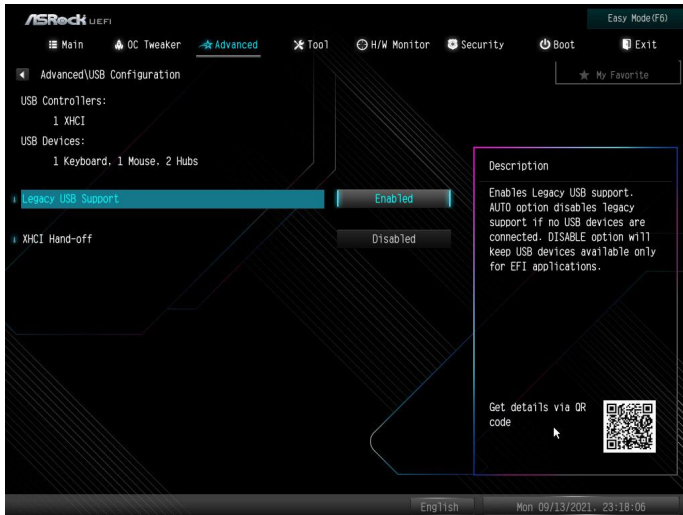 ASRock UEFI
Easy Mode(F6)
Main OC Tweaker Advanced Tool H/W Monitor Security Boot Exit
Advanced\USB Configuration
My Favorite
USB Controllers:
1 XHCI
USB Devices:
1 Keyboard. 1 Mouse. 2 Hubs
Legacy USB Support Enabled
XHCI Hand-off Disabled
Description
Enables Legacy USB
support.
AUTO option disables legacy
support if no USB devices are
connected. DISABLE option will
keep USB devices available only
for EFI applications.
Get details via QR
code
English
Mon 09/13/2021. 23:18:06